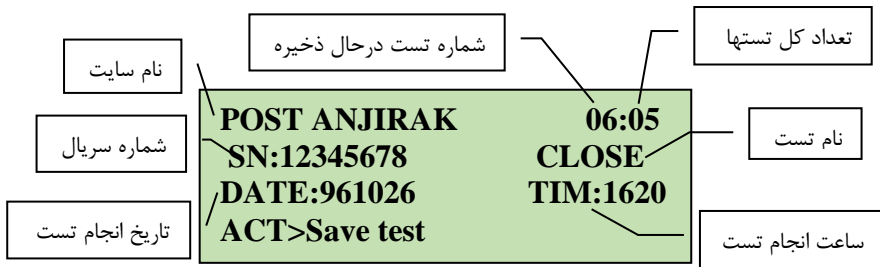 شماره تست درحال ذخیره
تعداد کل تستها
نام سایت
شماره سریال
تاریخ انجام تست
POST ANJIRAK 06:05
SN:12345678 CLOSE
DATE:961026 TIM:1620
ACT>Save test
نام تست
ساعت انجام تست